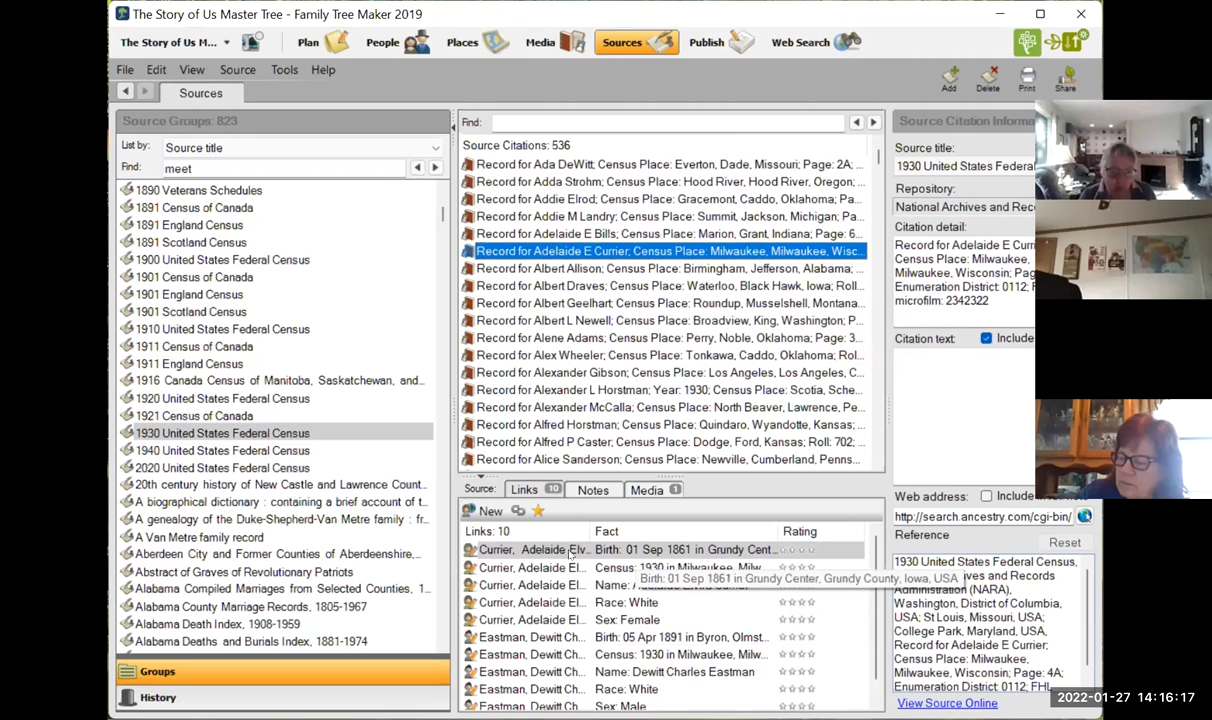 The Story of Us Master Tree - Family Tree Maker 2019
The Story of Us M...
Plan
People
Places
Media
Sources
Publish
Web Search
File Edit View Source Tools Help
Add
Delete
Print
Share
Sources
Source Groups: 823
List by: Source title
Find: meet
1890 Veterans Schedules
1891 Census of Canada
1891 England Census
1891 Scotland Census
1900 United States Federal Census
1901 Census of Canada
1901 England Census
1901 Scotland Census
1910 United States Federal Census
1911 Census of Canada
1911 England Census
1916 Canada Census of Manitoba, Saskatchewan, and...
1920 United States Federal Census
1921 Census of Canada
1930 United States Federal Census
1940 United States Federal Census
2020 United States Federal Census
20th century history of New Castle and Lawrence Count...
A biographical dictionary : containing a brief account of t...
A genealogy of the Duke-Shepherd-Van Metre family : fr...
A Van Metre family record
Aberdeen City and Former Counties of Aberdeen, Banff...
Abstract of Graves of Revolutionary Patriots
Alabama Compiled Marriages from Selected Counties, 1...
Alabama County Marriage Records, 1805-1967
Alabama Death Index, 1908-1959
Alabama Deaths and Burials Index, 1881-1974
Groups
History
Find:
Source Citations: 536
Record for Ada DeWitt; Census Place: Everton, Dade, Missouri; Page: 2A; ...
Record for Adda Strohm; Census Place: Hood River, Hood River, Oregon; ...
Record for Addie Elrod; Census Place: Gracemont, Caddo, Oklahoma; Pa...
Record for Addie M Landry; Census Place: Summit, Jackson, Michigan; Pa...
Record for Adelaide E Bills; Census Place: Marion, Grant, Indiana; Page: 6...
Record for Adelaide E Currier; Census Place: Milwaukee, Milwaukee, Wisc...
Record for Albert Allison; Census Place: Birmingham, Jefferson, Alabama; ...
Record for Albert Draves; Census Place: Waterloo, Black Hawk, Iowa; Roll...
Record for Albert Geelhart; Census Place: Roundup, Musselshell, Montana...
Record for Albert L Newell; Census Place: Broadview, King, Washington; P...
Record for Alene Adams; Census Place: Perry, Noble, Oklahoma; Page: 3...
Record for Alex Wheeler; Census Place: Tonkawa, Caddo, Oklahoma; Rol...
Record for Alexander Gibson; Census Place: Los Angeles, Los Angeles, C...
Record for Alexander L Horstman; Year: 1930; Census Place: Scotia, Sche...
Record for Alexander McCalla; Census Place: North Beaver, Lawrence, Pe...
Record for Alfred Horstman; Census Place: Quindaro, Wyandotte, Kansas; ...
Record for Alfred P Caster; Census Place: Dodge, Ford, Kansas; Roll: 702; ...
Record for Alice Sanderson; Census Place: Newville, Cumberland, Penns...
Source: Links 10 Notes Media 1
New
Links: 10 Fact Rating
Currier, Adelaide Elv... Birth: 01 Sep 1861 in Grundy Cent...
Currier, Adelaide El... Census: 1930 in Milwaukee, Milw...
Birth: 01 Sep 1861 in Grundy Center, Grundy County, Iowa, USA
Currier, Adelaide El... Name:
Currier, Adelaide El... Race: White
Currier, Adelaide El... Sex: Female
Eastman, Dewitt Ch... Birth: 05 Apr 1891 in Byron, Olmst...
Eastman, Dewitt Ch... Census: 1930 in Milwaukee, Milw...
Eastman, Dewitt Ch... Name: Dewitt Charles Eastman
Eastman, Dewitt Ch... Race: White
Eastman, Dewitt Ch... Sex: Male
Source Citation Informa
Source title:
1930 United States Federa
Repository:
National Archives and Reco
Citation detail:
Record for Adelaide E Curri
Census Place: Milwaukee,
Milwaukee, Wisconsin; Pag
Enumeration District: 0112; F
microfilm: 2342322
Citation text: Include
Web address: Include
http://search.ancestry.com/cgi-bin/
Reference
Reset
1930 United States Federal Census,
ives and Records
Administration (NARA),
Washington, District of Columbia,
USA; St Louis, Missouri, USA;
College Park, Maryland, USA,
Record for Adelaide E Currier;
Census Place: Milwaukee,
Milwaukee, Wisconsin; Page: 4A;
Enumeration District: 0112; FHL
View Source Online
2022-01-27 14:16:17